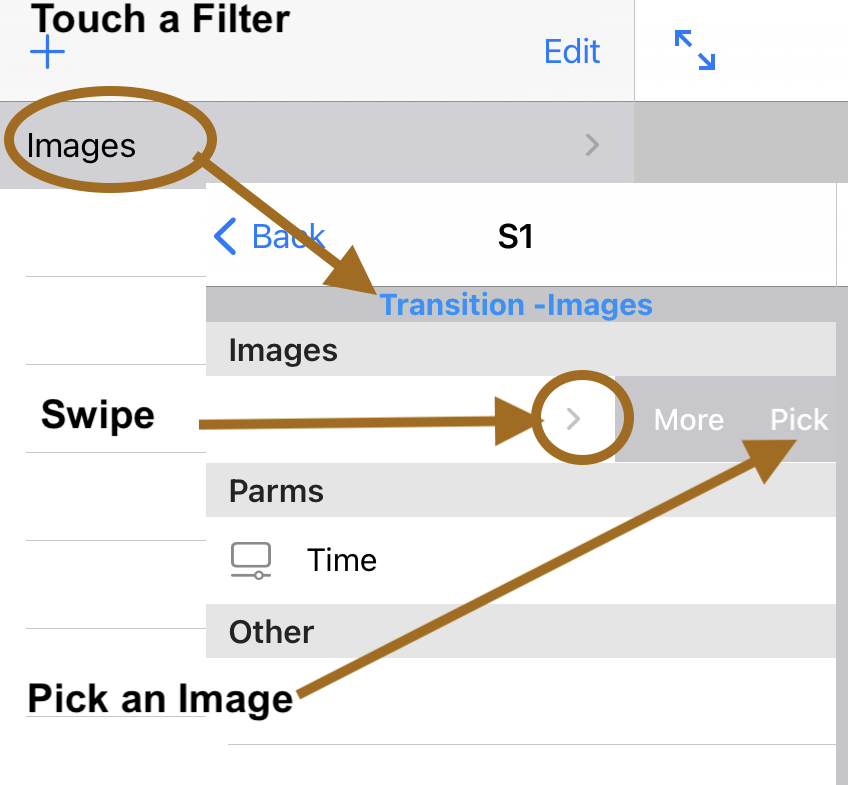 Touch a Filter
Edit
Images
Back
S1
Transition -Images
Images
Swipe
More
Pick
Parms
Time
Other
Pick an Image